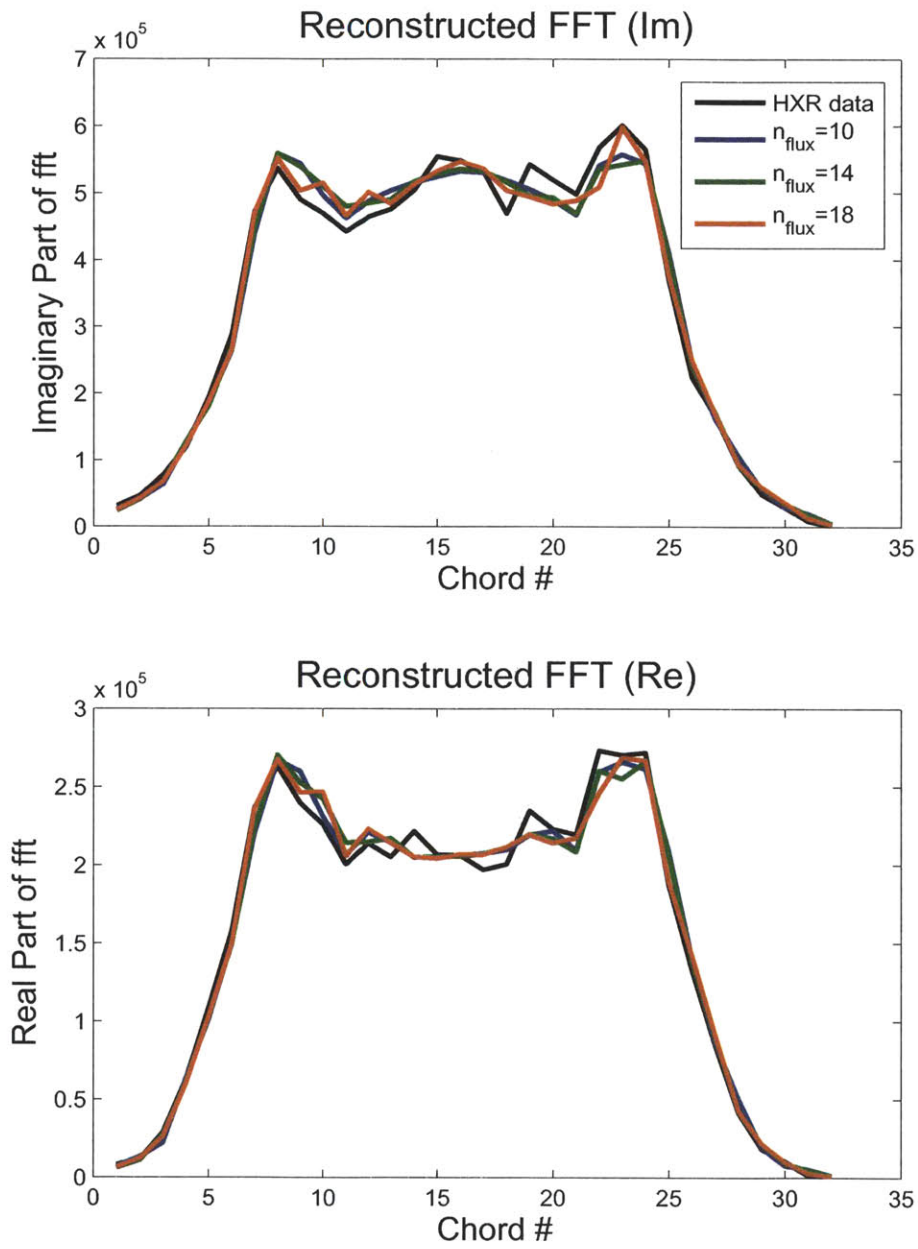 Reconstructed FFT (Im)
x 10^5
7
6
5
4
3
2
1
0
Imaginary Part of fft
HXR data
n_flux=10
n_flux=14
n_flux=18
0 5 10 15 20 25 30 35
Chord #
Reconstructed FFT (Re)
x 10^5
3
2.5
2
1.5
1
0.5
0
Real Part of fft
0 5 10 15 20 25 30 35
Chord #